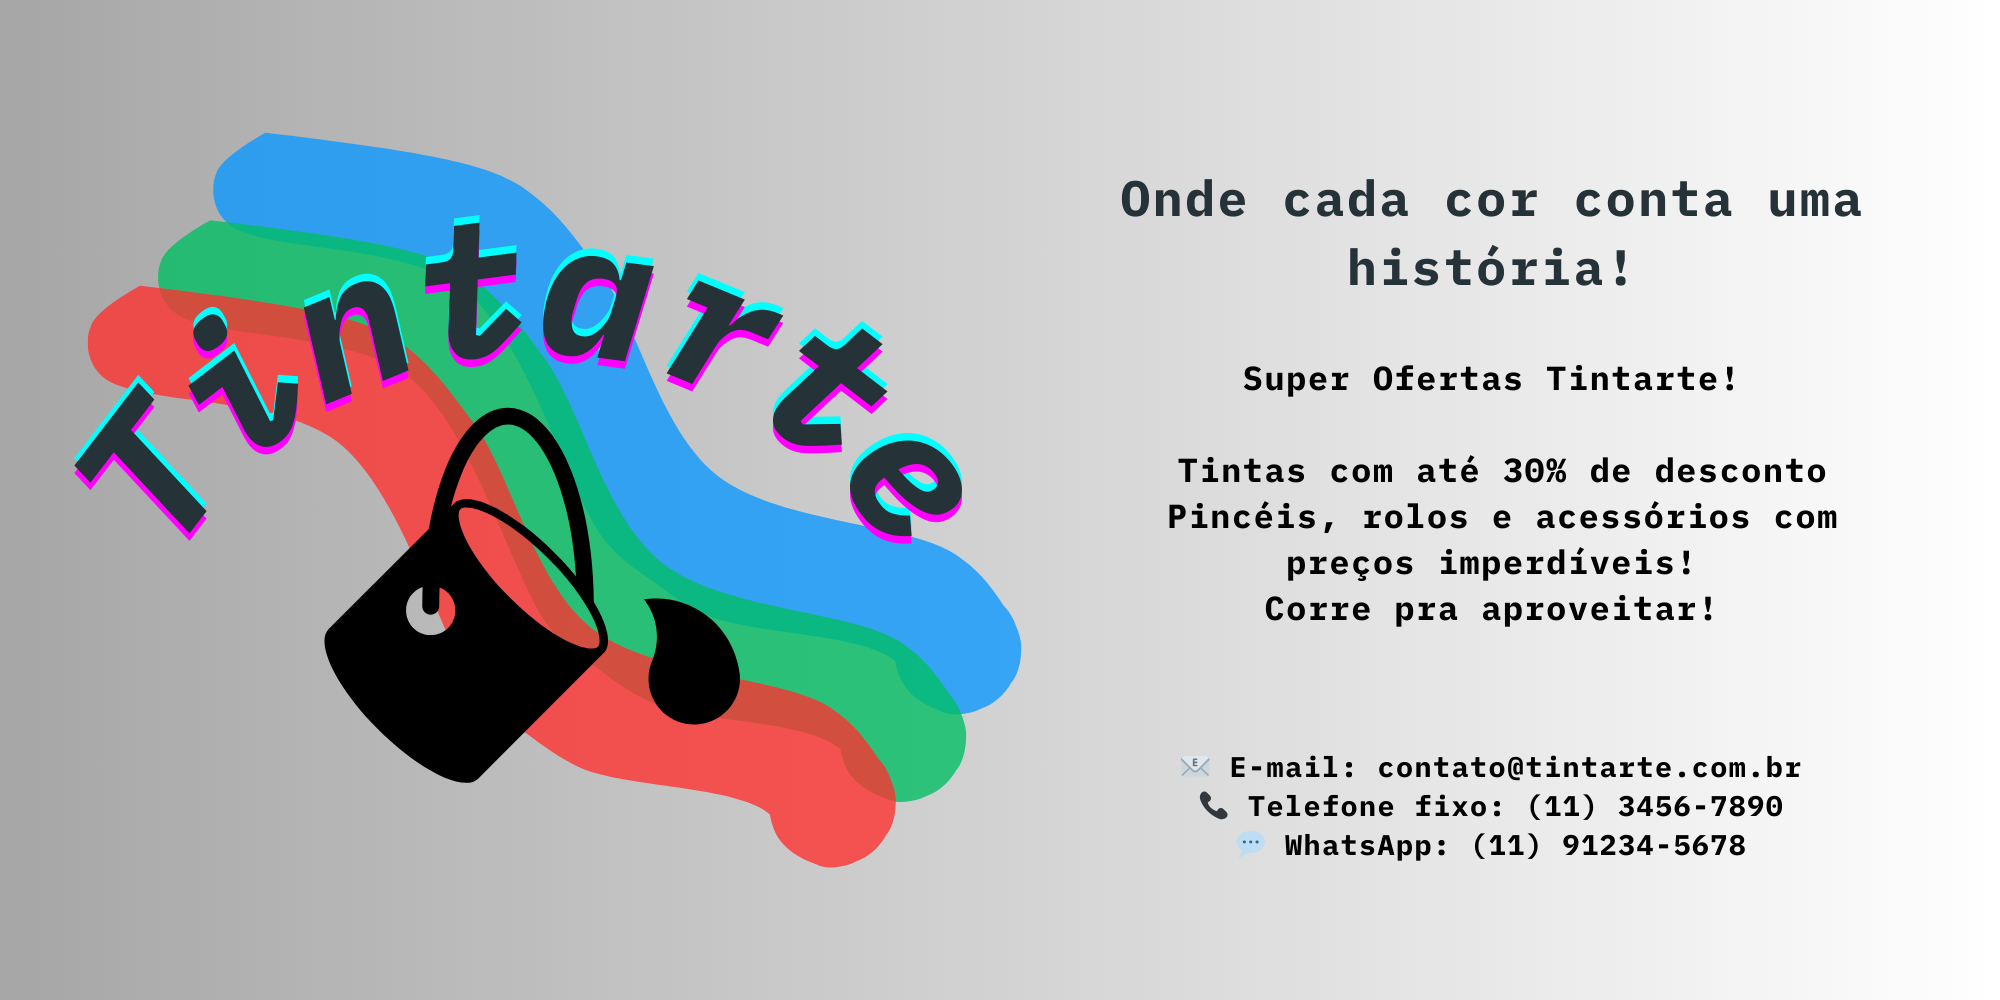 Tintarte
Onde cada cor conta uma
história!
Super Ofertas Tintarte!
Tintas com até 30% de desconto
Pincéis, rolos e acessórios com
preços imperdíveis!
Corre pra aproveitar!
E-mail: contato@tintarte.com.br
Telefone fixo: (11) 3456-7890
WhatsApp: (11) 91234-5678